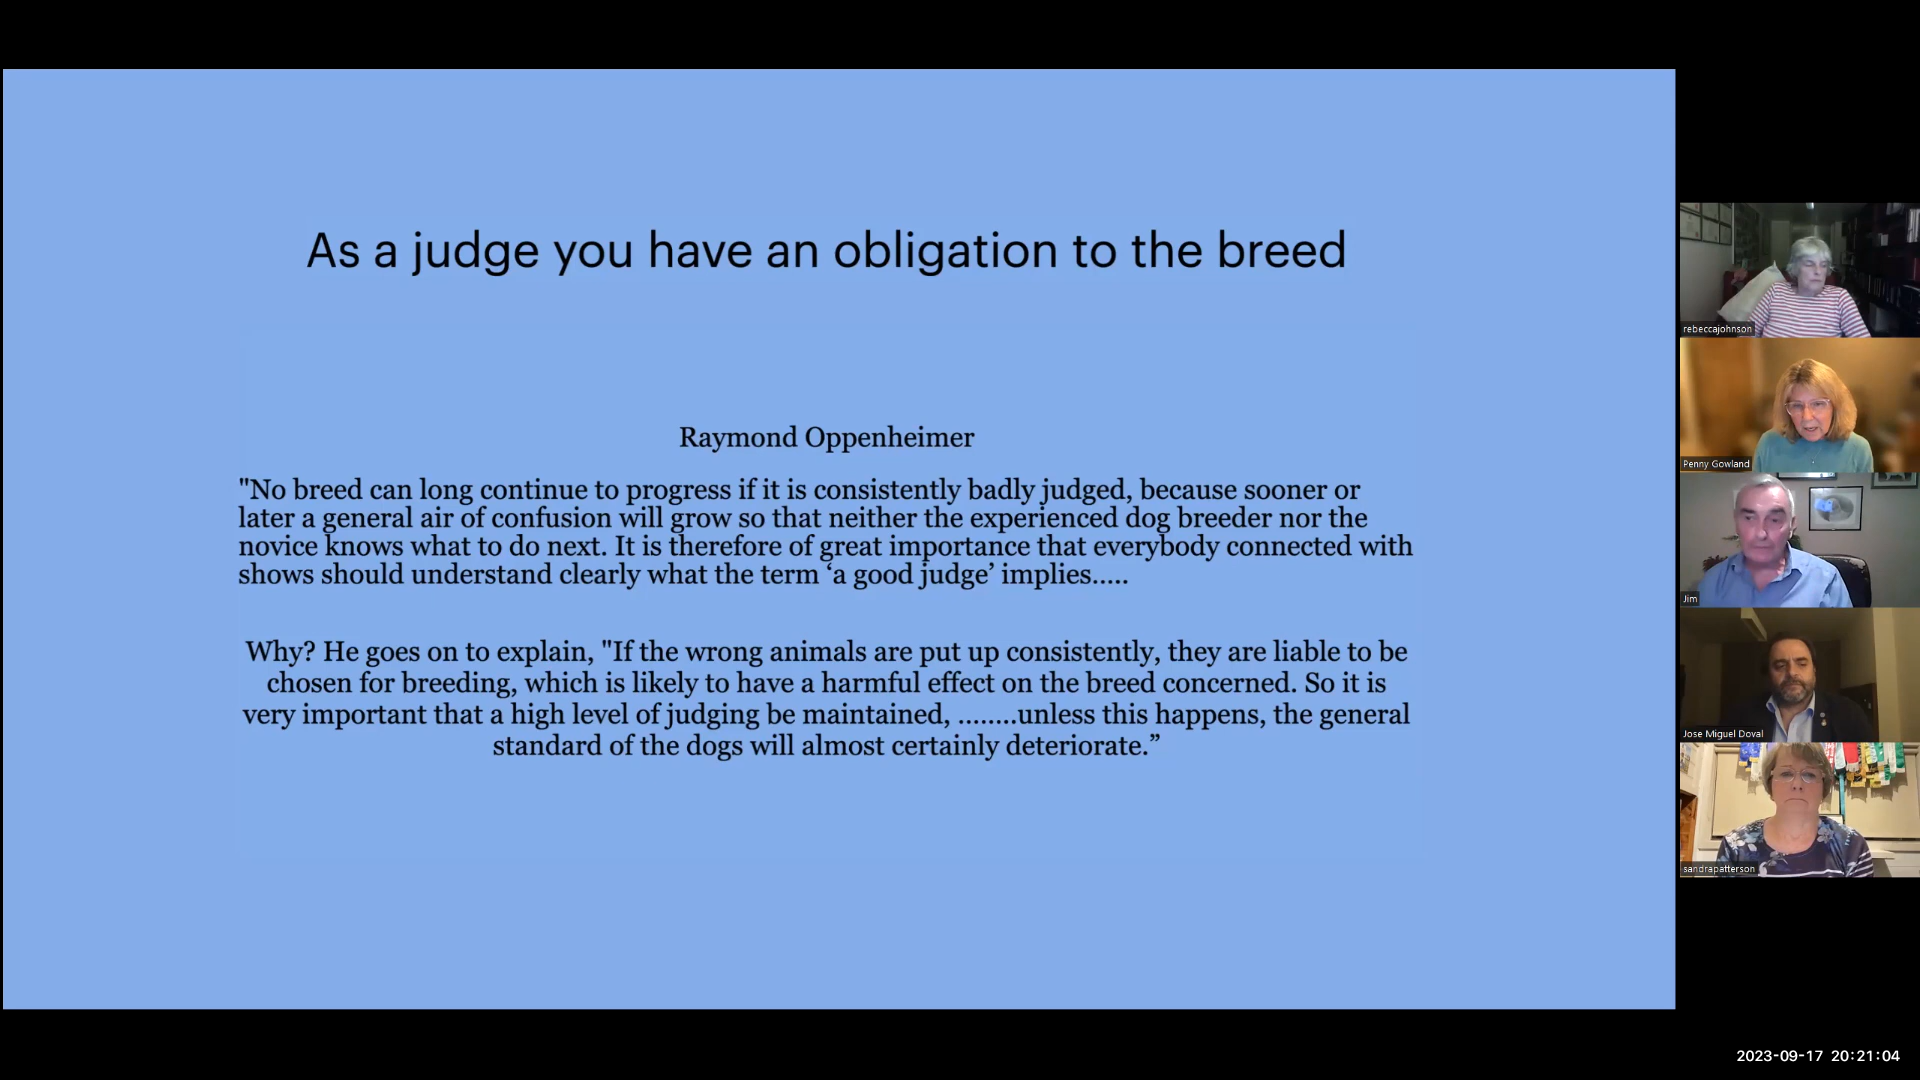 As a judge you have an obligation to the breed
Raymond Oppenheimer
"No breed can long continue to progress if it is consistently badly judged, because sooner or
later a general air of confusion will grow so that neither the experienced dog breeder nor the
novice knows what to do next. It is therefore of great importance that everybody connected with
shows should understand clearly what the term ‘a good judge’ implies.....
Why? He goes on to explain, "If the wrong animals are put up consistently, they are liable to be
chosen for breeding, which is likely to have a harmful effect on the breed concerned. So it is
very important that a high level of judging be maintained, ........unless this happens, the general
standard of the dogs will almost certainly deteriorate.”
rebeccajohnson
Penny Gowland
Jim
Jose Miguel Doval
sandrapatterson
2023-09-17 20:21:04